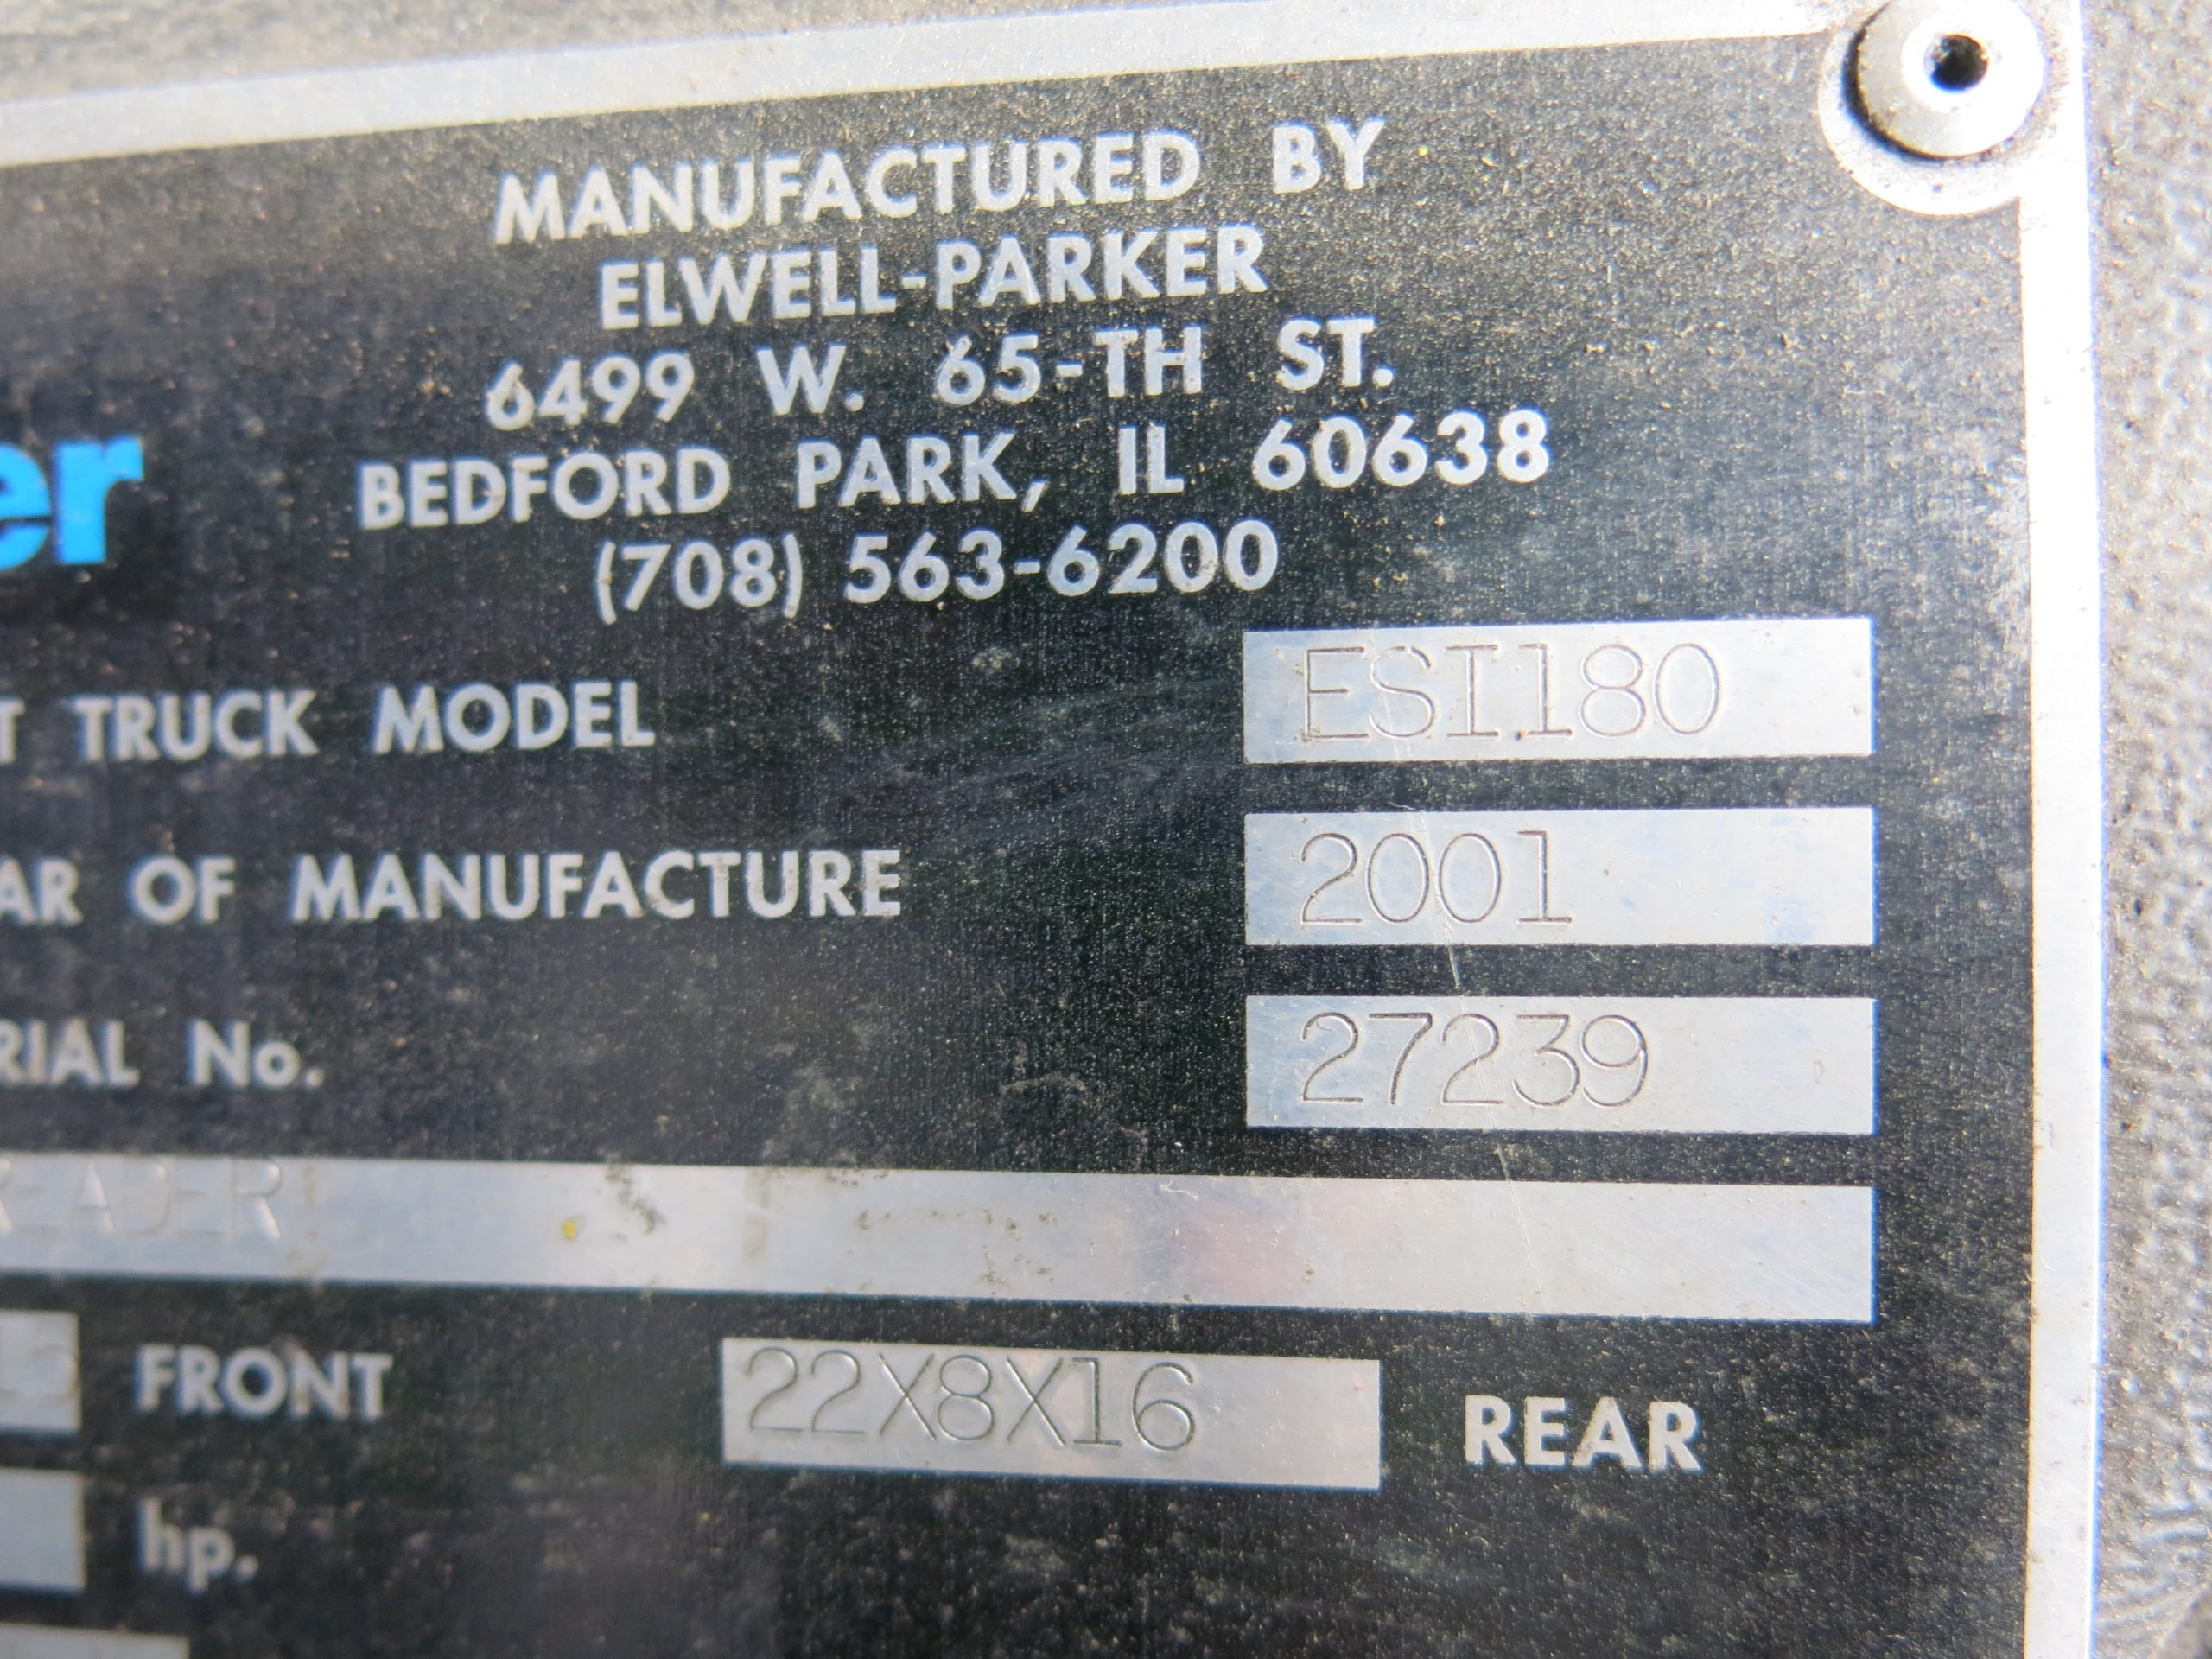 MANUFACTURED BY
ELWELL-PARKER
6499 W. 65-TH ST.
BEDFORD PARK, IL 60638
(708) 563-6200
er
T TRUCK MODEL ESI180
AR OF MANUFACTURE 2001
RIAL No. 27239
READER
FRONT 22X8X16 REAR
hp.